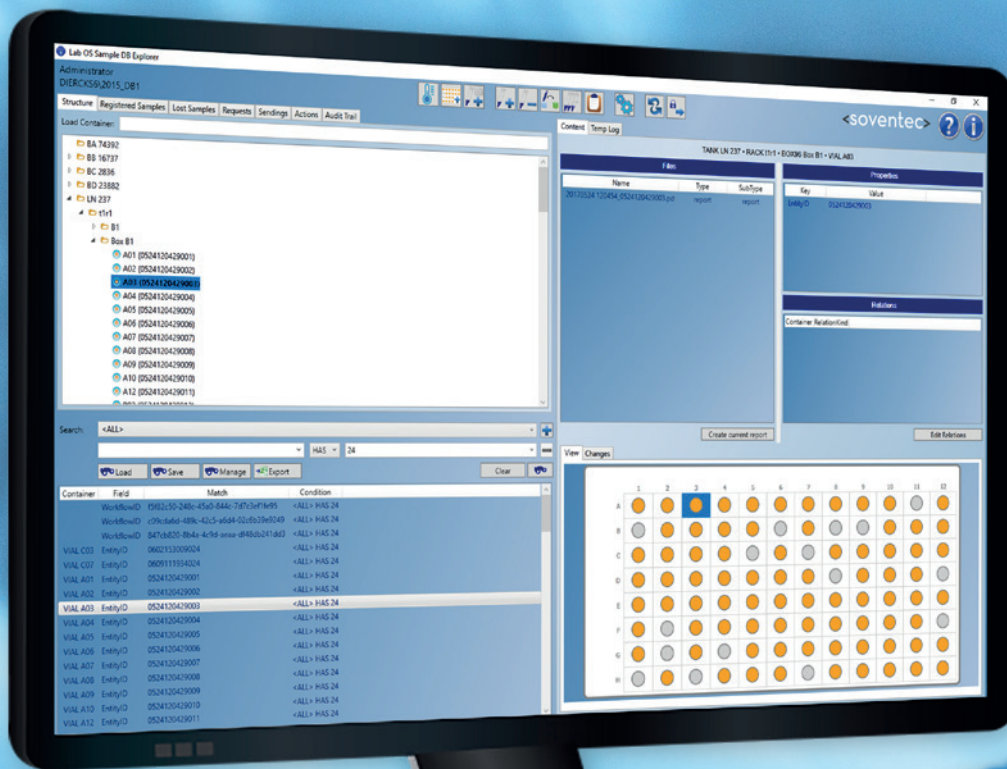 Lab OS Sample DB Explorer
Administrator
DIERCKS6\2015_DB1
Structure Registered Samples Lost Samples Requests Sendings Actions Audit Trail
Load Container:
BA 74392
BB 16737
BC 2836
BD 23882
LN 237
t1r1
B1
Box B1
A01 (0524120429001)
A02 (0524120429002)
A03 (0524120429003)
A04 (0524120429004)
A05 (0524120429005)
A06 (0524120429006)
A07 (0524120429007)
A08 (0524120429008)
A09 (0524120429009)
A10 (0524120429010)
A12 (0524120429011)
Search: <ALL>
HAS 24
Load Save Manage Export Clear
Container Field Match Condition
WorkflowID <ALL> HAS 24
WorkflowID <ALL> HAS 24
WorkflowID <ALL> HAS 24
VIAL C03 EntityID 0602153009024 <ALL> HAS 24
VIAL C07 EntityID 0609111934024 <ALL> HAS 24
VIAL A01 EntityID 0524120429001 <ALL> HAS 24
VIAL A02 EntityID 0524120429002 <ALL> HAS 24
VIAL A03 EntityID 0524120429003 <ALL> HAS 24
VIAL A04 EntityID 0524120429004 <ALL> HAS 24
VIAL A05 EntityID 0524120429005 <ALL> HAS 24
VIAL A06 EntityID 0524120429006 <ALL> HAS 24
VIAL A07 EntityID 0524120429007 <ALL> HAS 24
VIAL A08 EntityID 0524120429008 <ALL> HAS 24
VIAL A09 EntityID 0524120429009 <ALL> HAS 24
VIAL A10 EntityID 0524120429010 <ALL> HAS 24
VIAL A12 EntityID 0524120429011 <ALL> HAS 24
<soventec>
Content Temp Log
TANK LN 237 • RACK t1r1 • BOX96 Box B1 • VIAL A03
Files
Name Type SubType
20170524 123454_0524120429003.pdf report report
Create current report
Properties
Key Value
EntityID 0524120429003
Relations
Container RelationKind
Edit Relations
View Changes
1 2 3 4 5 6 7 8 9 10 11 12
A
B
C
D
E
F
G
H